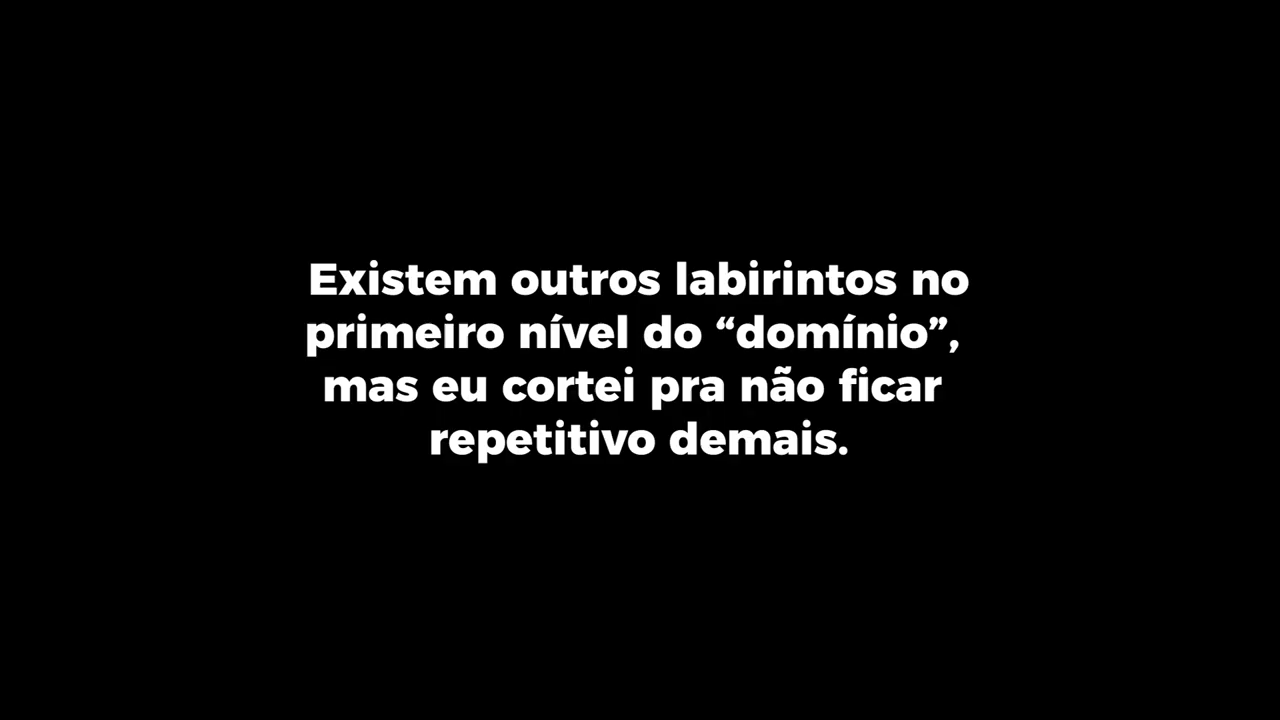 Existem outros labirintos no
primeiro nível do “domínio”,
mas eu cortei pra não ficar
repetitivo demais.